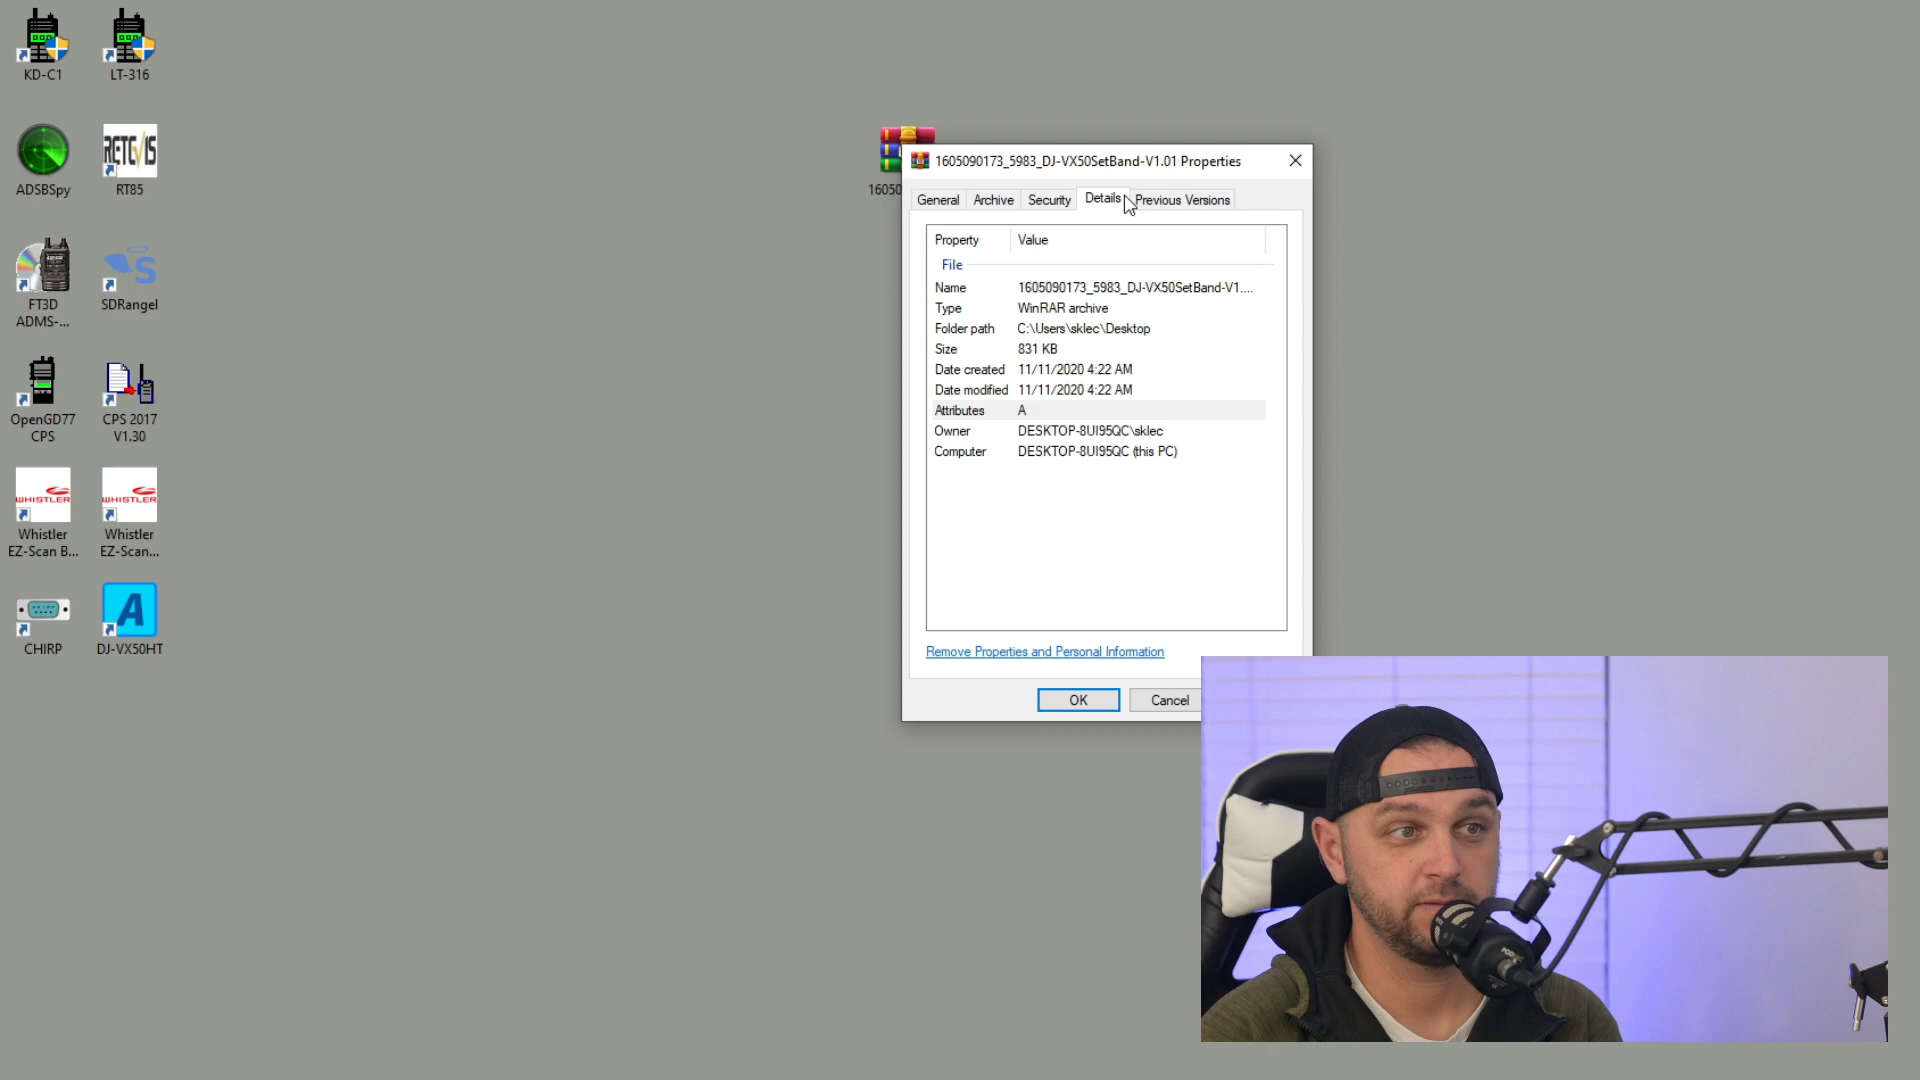 KD-C1
LT-316
RETEVIS
ADSBSpy
RT85
FT3D
ADMS-...
SDRangel
OpenGD77
CPS
CPS 2017
V1.30
WHISTLER
WHISTLER
Whistler
EZ-Scan B...
Whistler
EZ-Scan...
A
CHIRP
DJ-VX50HT
1605
1605090173_5983_DJ-VX50SetBand-V1.01 Properties
General
Archive
Security
Details
Previous Versions
Property Value
File
Name 1605090173_5983_DJ-VX50SetBand-V1....
Type WinRAR archive
Folder path C:\Users\sklec\Desktop
Size 831 KB
Date created 11/11/2020 4:22 AM
Date modified 11/11/2020 4:22 AM
Attributes A
Owner DESKTOP-8UI95QC\sklec
Computer DESKTOP-8UI95QC (this PC)
Remove Properties and Personal Information
OK
Cancel